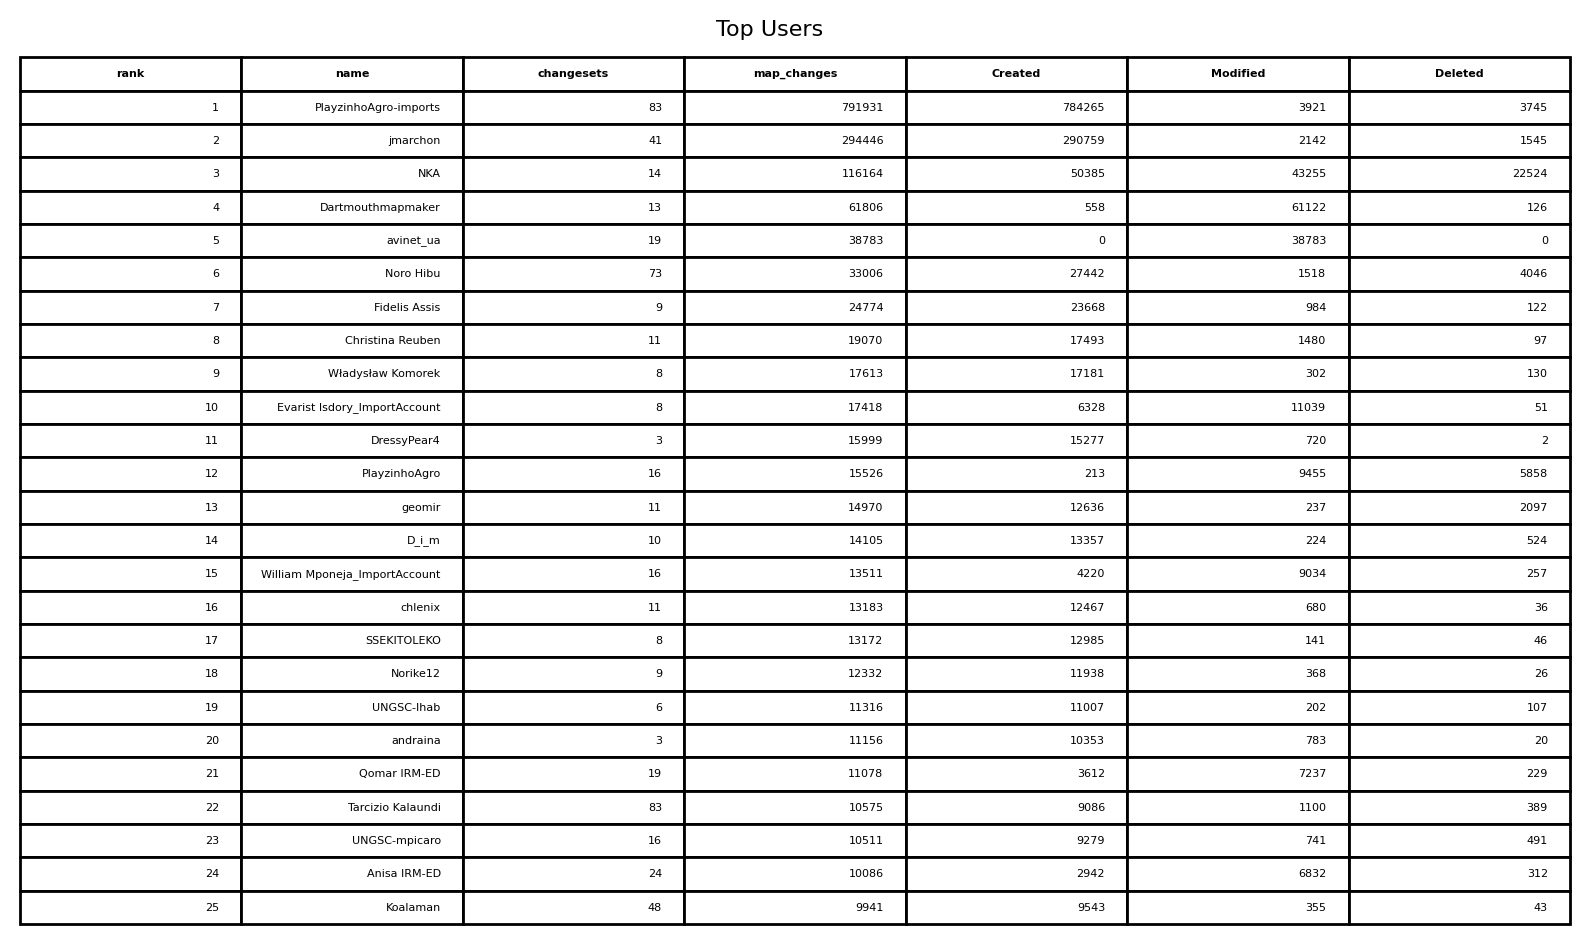 Top Users
rank name changesets map_changes Created Modified Deleted
1 PlayzinhoAgro-imports 83 791931 784265 3921 3745
2 jmarchon 41 294446 290759 2142 1545
3 NKA 14 116164 50385 43255 22524
4 Dartmouthmapmaker 13 61806 558 61122 126
5 avinet_ua 19 38783 0 38783 0
6 Noro Hibu 73 33006 27442 1518 4046
7 Fidelis Assis 9 24774 23668 984 122
8 Christina Reuben 11 19070 17493 1480 97
9 Władysław Komorek 8 17613 17181 302 130
10 Evarist Isdory_ImportAccount 8 17418 6328 11039 51
11 DressyPear4 3 15999 15277 720 2
12 PlayzinhoAgro 16 15526 213 9455 5858
13 geomir 11 14970 12636 237 2097
14 D_i_m 10 14105 13357 224 524
15 William Mponeja_ImportAccount 16 13511 4220 9034 257
16 chlenix 11 13183 12467 680 36
17 SSEKITOLEKO 8 13172 12985 141 46
18 Norike12 9 12332 11938 368 26
19 UNGSC-Ihab 6 11316 11007 202 107
20 andraina 3 11156 10353 783 20
21 Qomar IRM-ED 19 11078 3612 7237 229
22 Tarcizio Kalaundi 83 10575 9086 1100 389
23 UNGSC-mpicaro 16 10511 9279 741 491
24 Anisa IRM-ED 24 10086 2942 6832 312
25 Koalaman 48 9941 9543 355 43